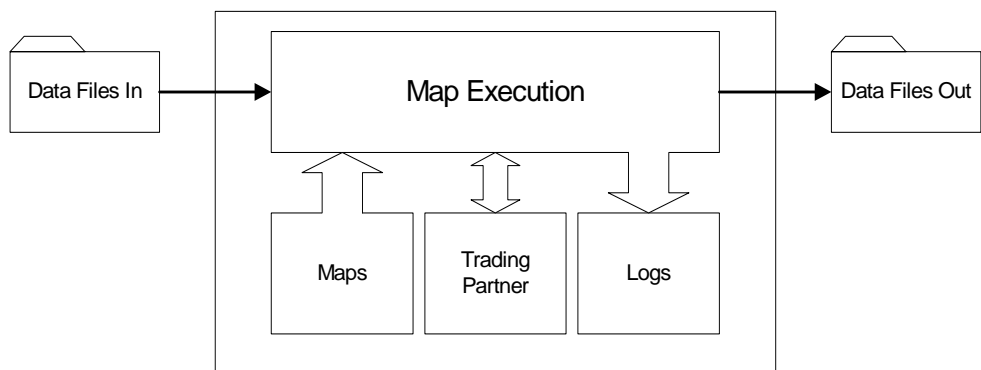 Data Files In
Map Execution
Data Files Out
Maps
Trading
Partner
Logs